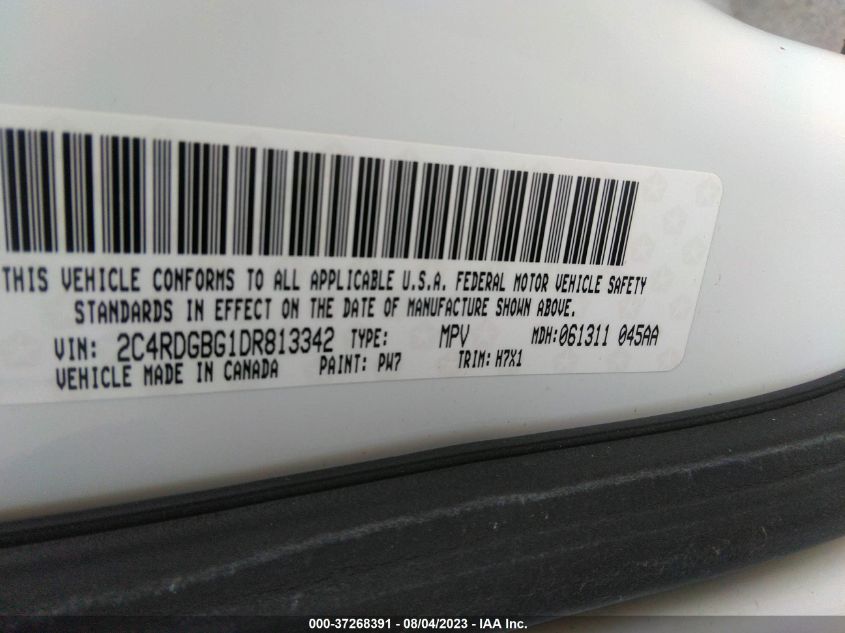 THIS VEHICLE CONFORMS TO ALL APPLICABLE U.S.A. FEDERAL MOTOR VEHICLE SAFETY
STANDARDS IN EFFECT ON THE DATE OF MANUFACTURE SHOWN ABOVE.
VIN: 2C4RDGBG1DR813342 TYPE: MPV MDH:061311 045AA
VEHICLE MADE IN CANADA PAINT: PW7 TRIM: H7X1
000-37268391 - 08/04/2023 - IAA Inc.